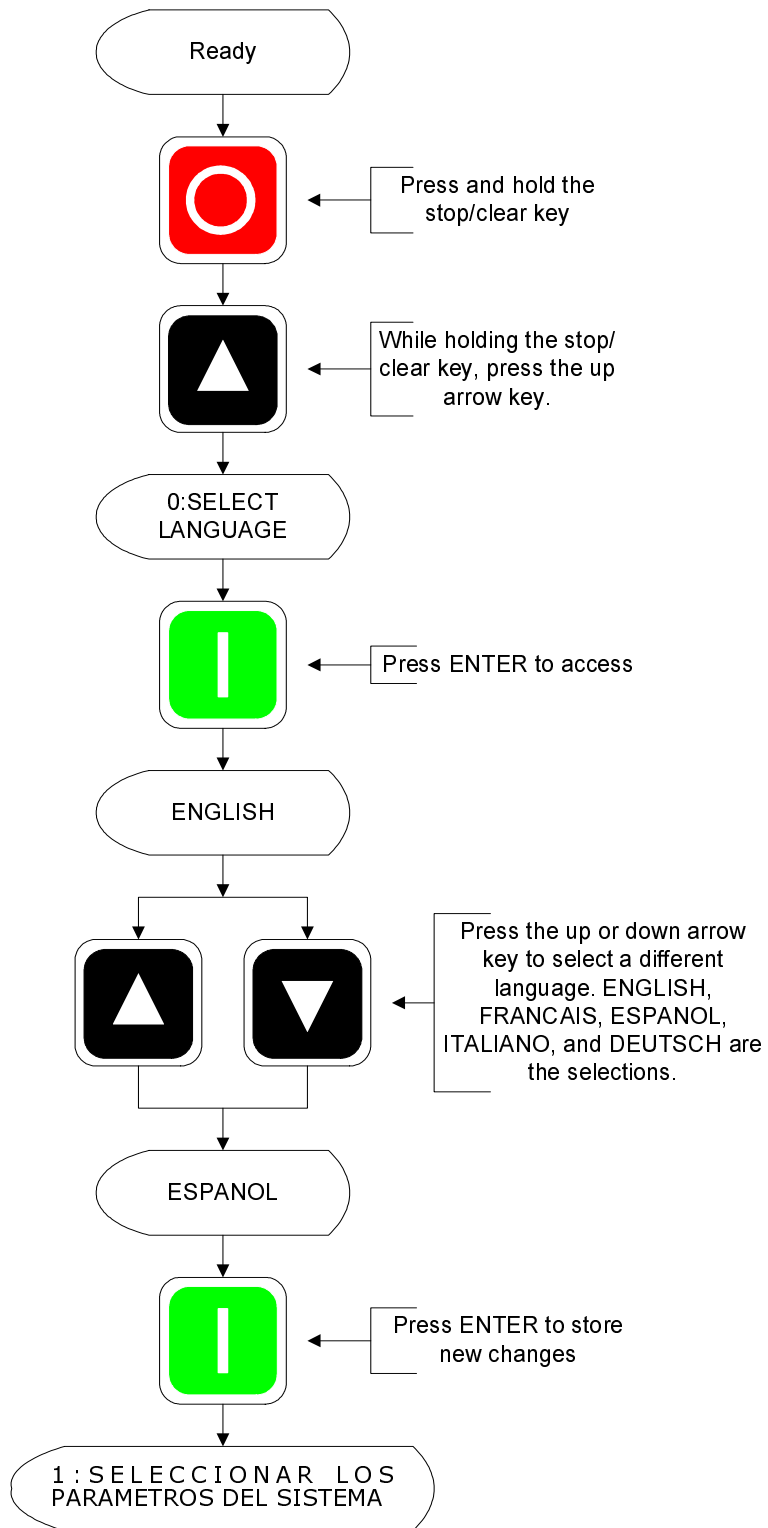 Ready
Press and hold the
stop/clear key
While holding the stop/
clear key, press the up
arrow key.
0:SELECT
LANGUAGE
Press ENTER to access
ENGLISH
Press the up or down arrow
key to select a different
language. ENGLISH,
FRANCAIS, ESPANOL,
ITALIANO, and DEUTSCH are
the selections.
ESPANOL
Press ENTER to store
new changes
1:SELECCIONAR LOS
PARAMETROS DEL SISTEMA